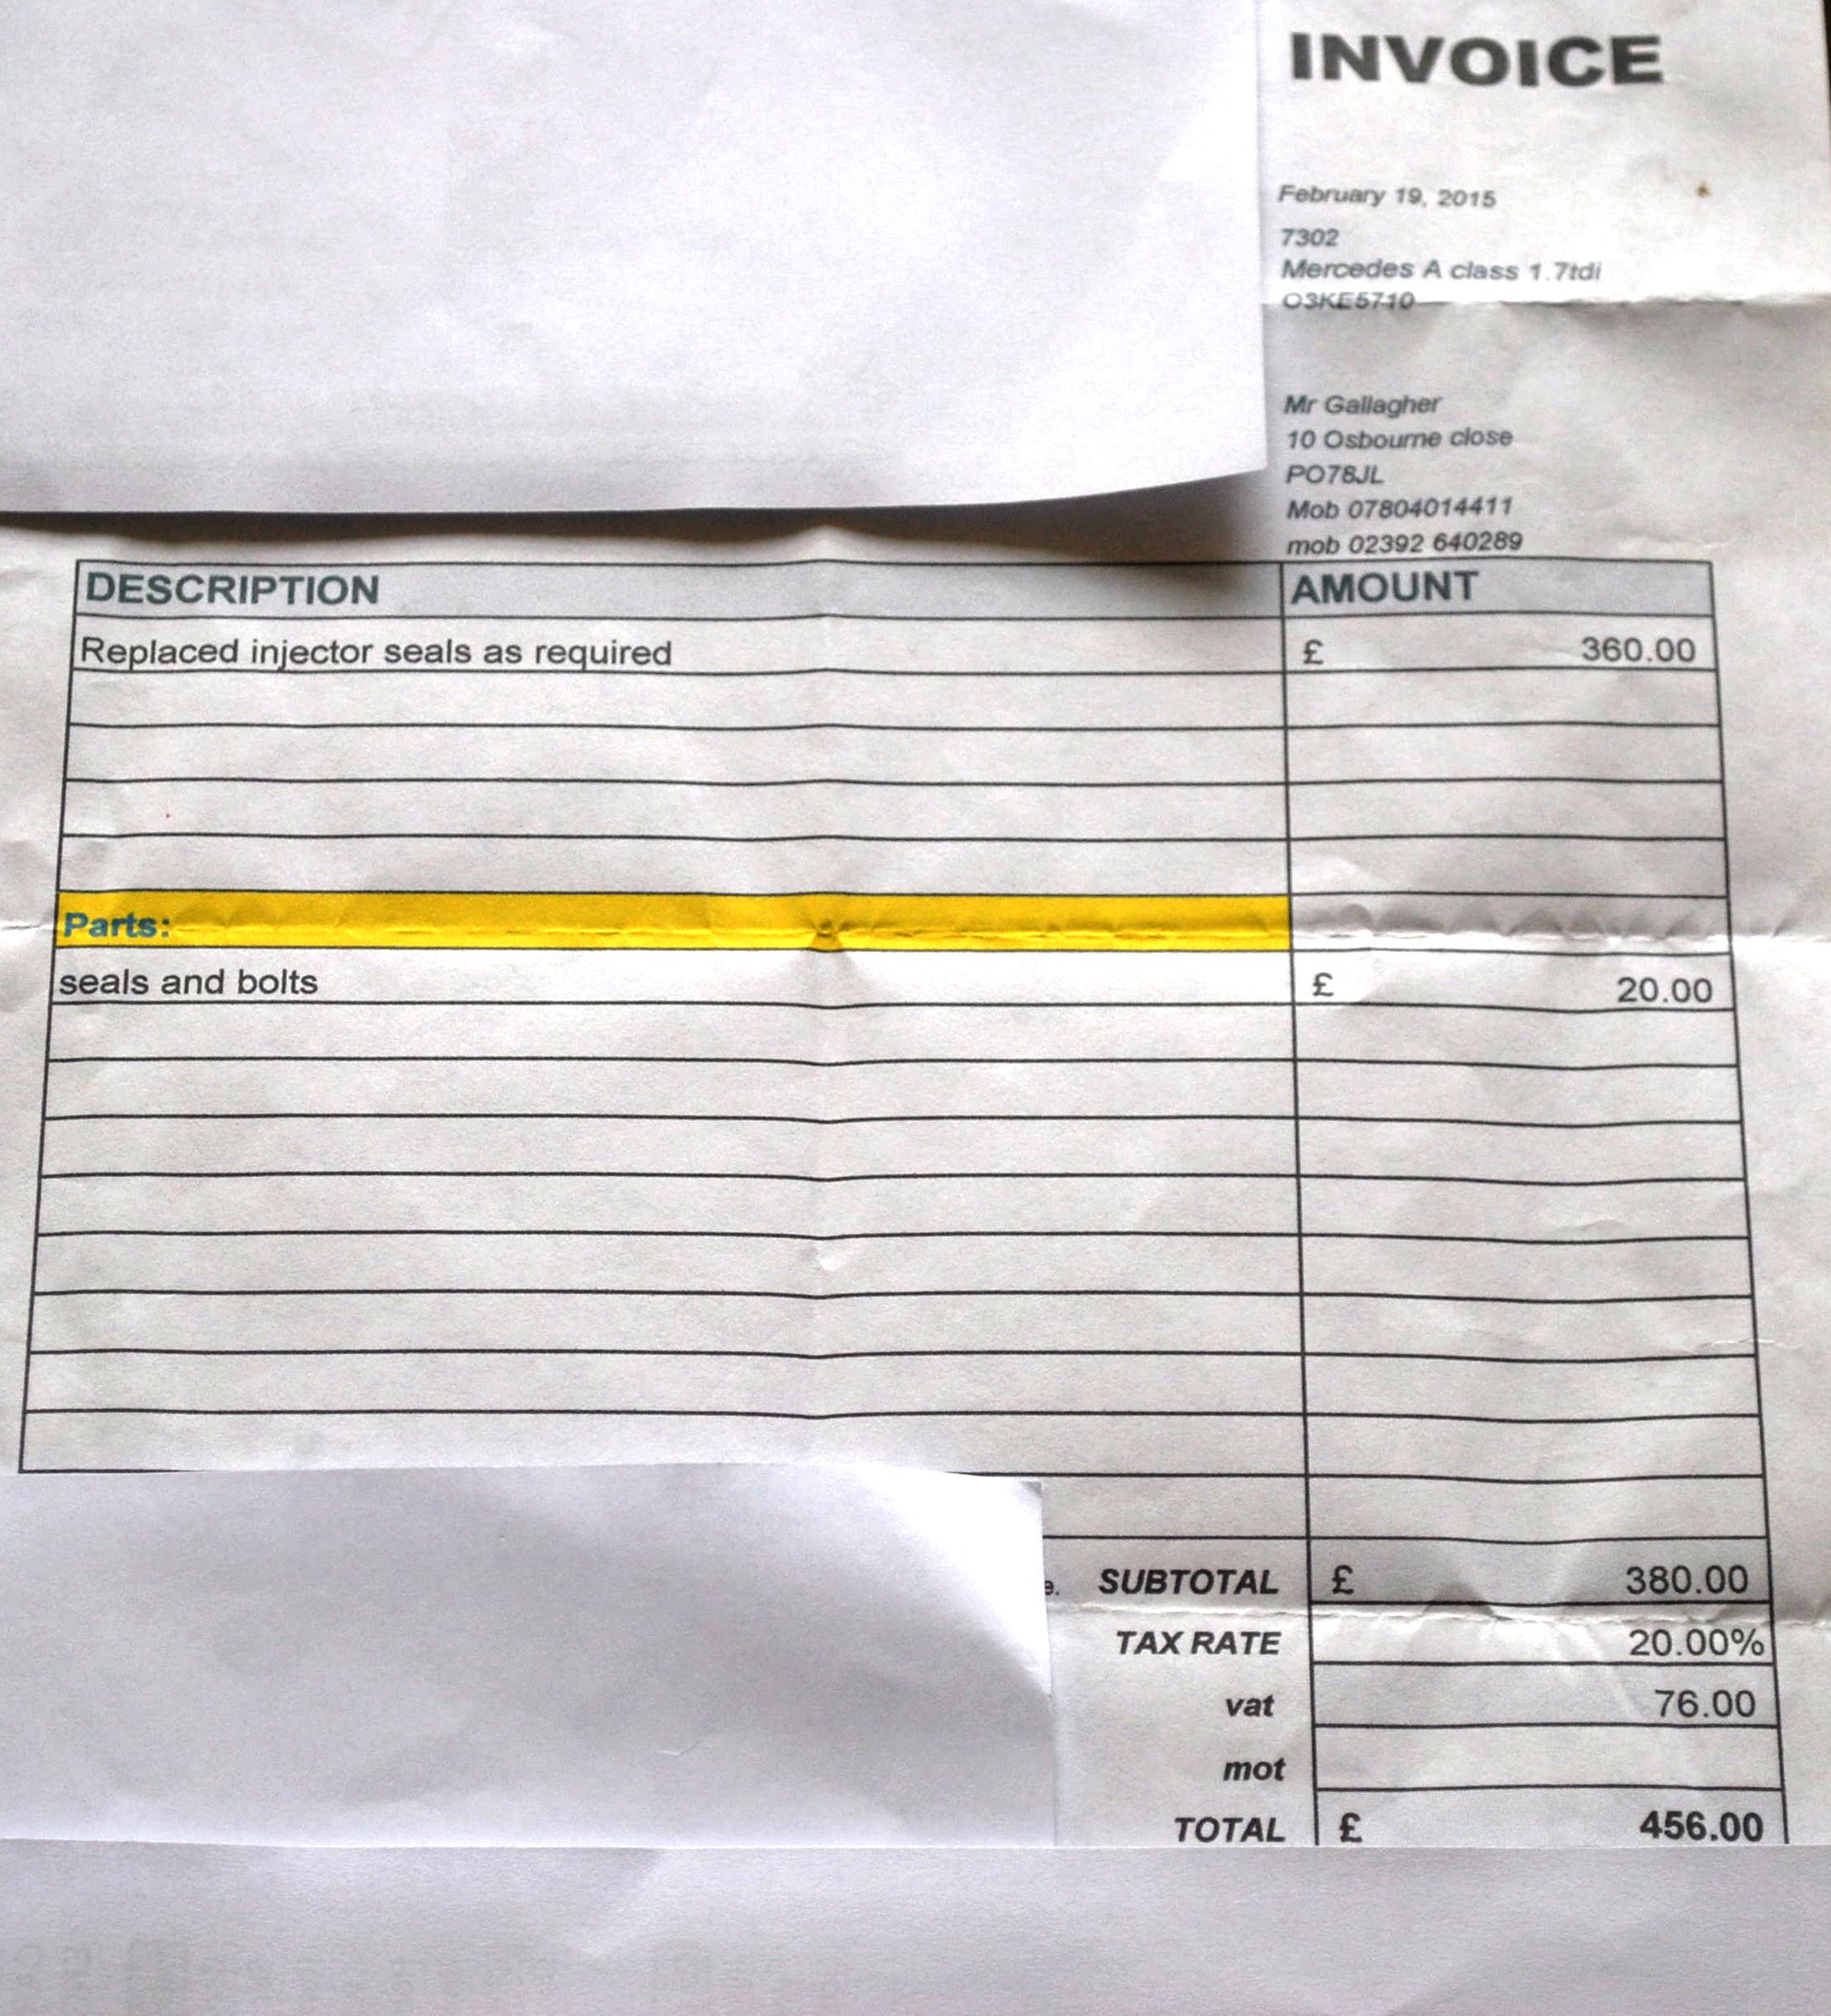 INVOICE
February 19, 2015
7302
Mercedes A class 1.7tdi
O3KE5710
Mr Gallagher
10 Osbourne close
PO78JL
Mob 07804014411
mob 02392 640289
DESCRIPTION AMOUNT
Replaced injector seals as required £ 360.00
Parts:
seals and bolts £ 20.00
e. SUBTOTAL £ 380.00
TAX RATE 20.00%
vat 76.00
mot
TOTAL £ 456.00